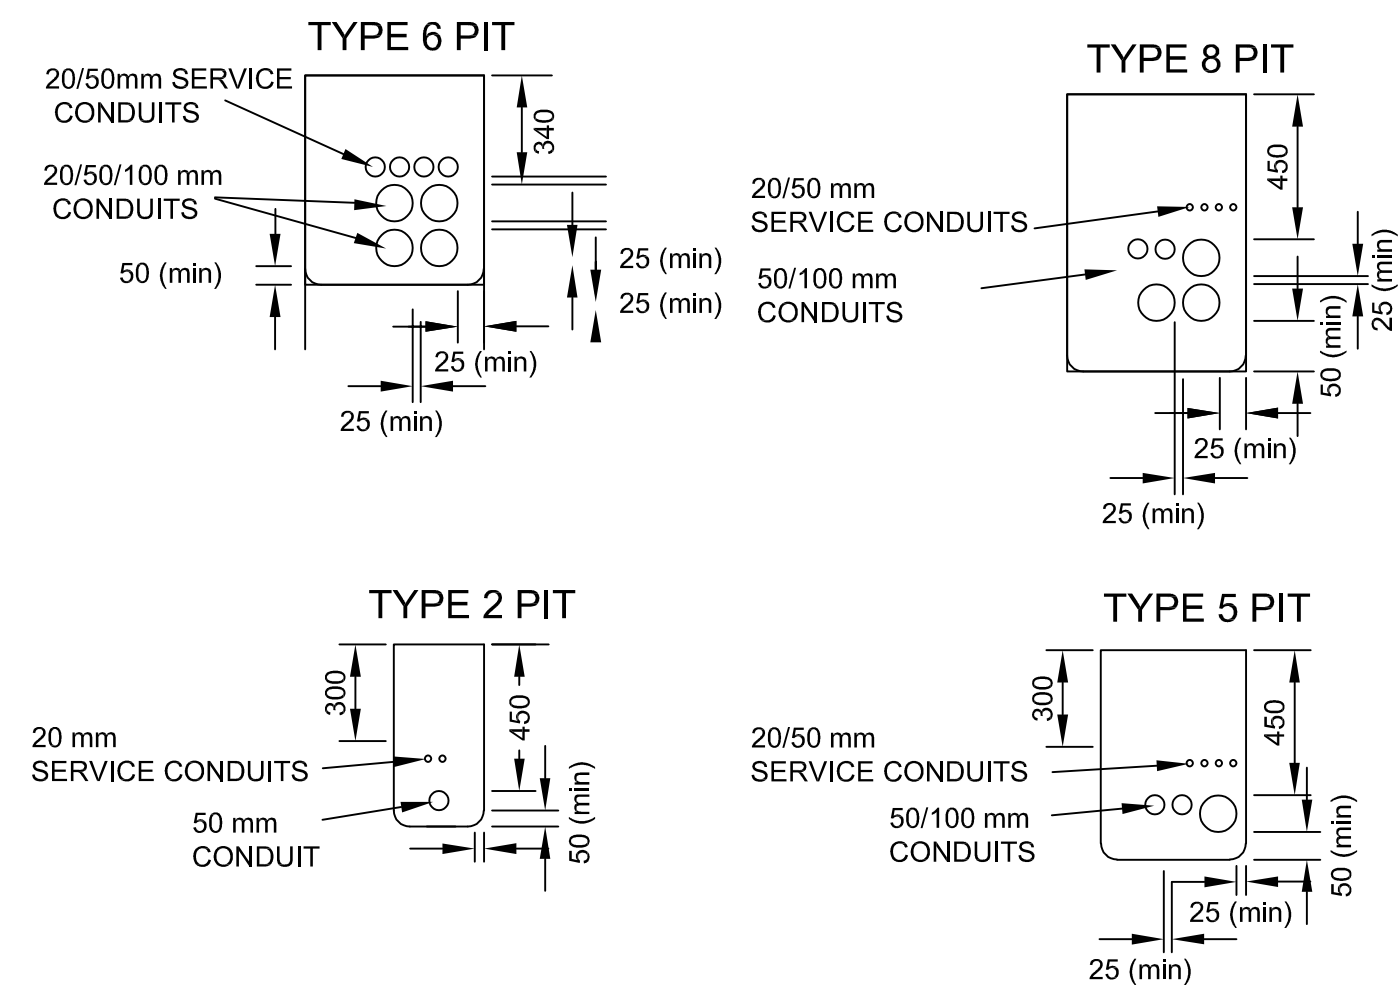 TYPE 6 PIT
20/50mm SERVICE
CONDUITS
340
20/50/100 mm
CONDUITS
50 (min)
25 (min)
25 (min)
25 (min)
25 (min)
TYPE 8 PIT
450
20/50 mm
SERVICE CONDUITS
50/100 mm
CONDUITS
25 (min)
50 (min)
25 (min)
25 (min)
TYPE 2 PIT
300
450
20 mm
SERVICE CONDUITS
50 mm
CONDUIT
50 (min)
TYPE 5 PIT
300
450
20/50 mm
SERVICE CONDUITS
50/100 mm
CONDUITS
50 (min)
25 (min)
25 (min)